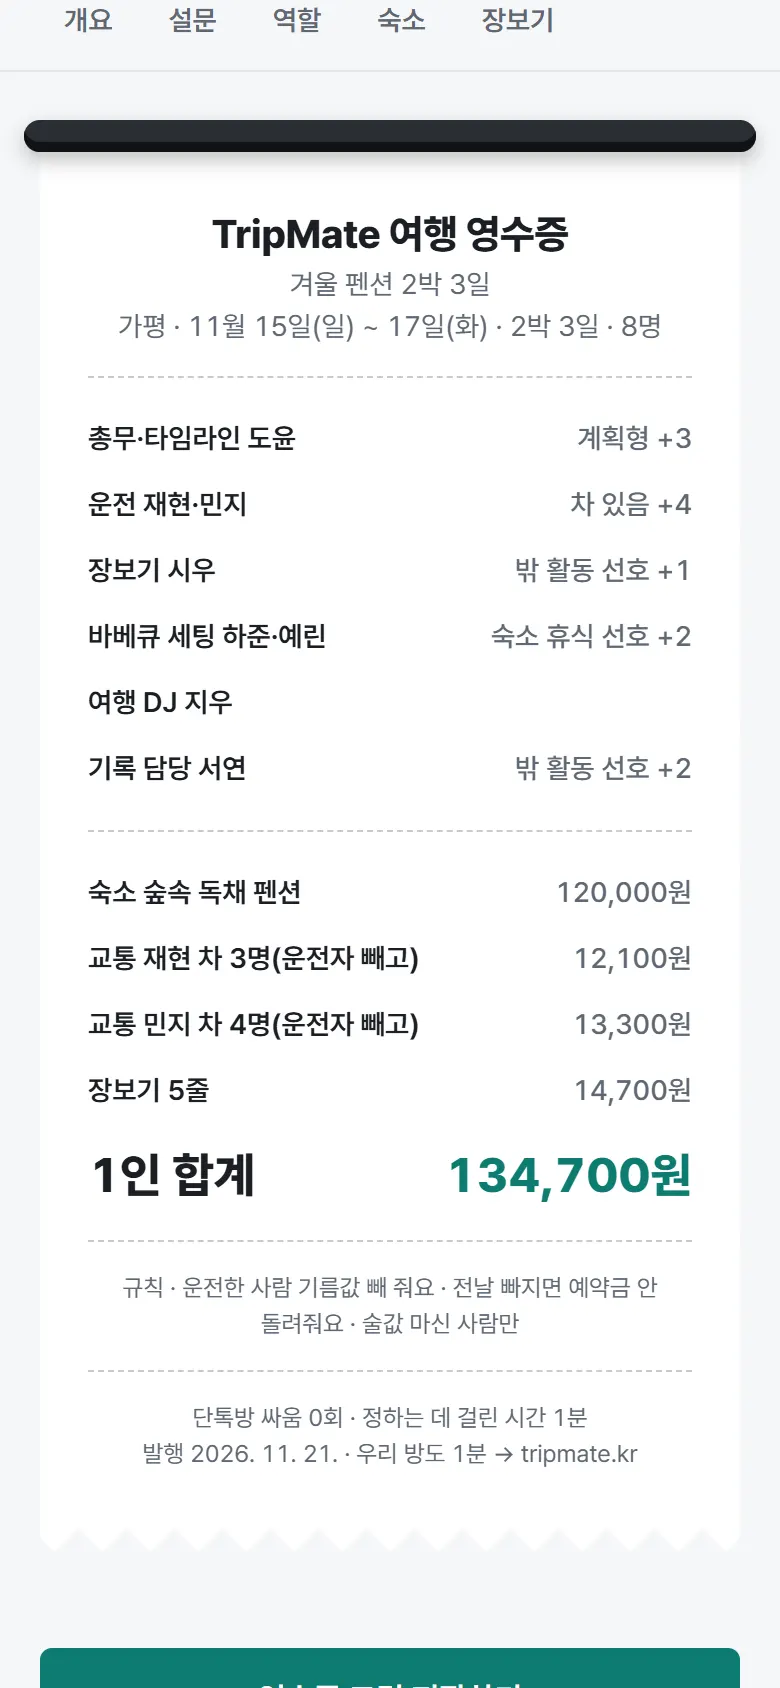 개요 설문 역할 숙소 장보기
TripMate 여행 영수증
겨울 펜션 2박 3일
가평 · 11월 15일(일) ~ 17일(화) · 2박 3일 · 8명
총무·타임라인 도윤 계획형 +3
운전 재현·민지 차 있음 +4
장보기 시우 밖 활동 선호 +1
바베큐 세팅 하준·예린 숙소 휴식 선호 +2
여행 DJ 지우
기록 담당 서연 밖 활동 선호 +2
숙소 숲속 독채 펜션 120,000원
교통 재현 차 3명(운전자 빼고) 12,100원
교통 민지 차 4명(운전자 빼고) 13,300원
장보기 5줄 14,700원
1인 합계 134,700원
규칙 · 운전한 사람 기름값 빼 줘요 · 전날 빠지면 예약금 안
돌려줘요 · 술값 마신 사람만
단톡방 싸움 0회 · 정하는 데 걸린 시간 1분
발행 2026. 11. 21. · 우리 방도 1분 → tripmate.kr